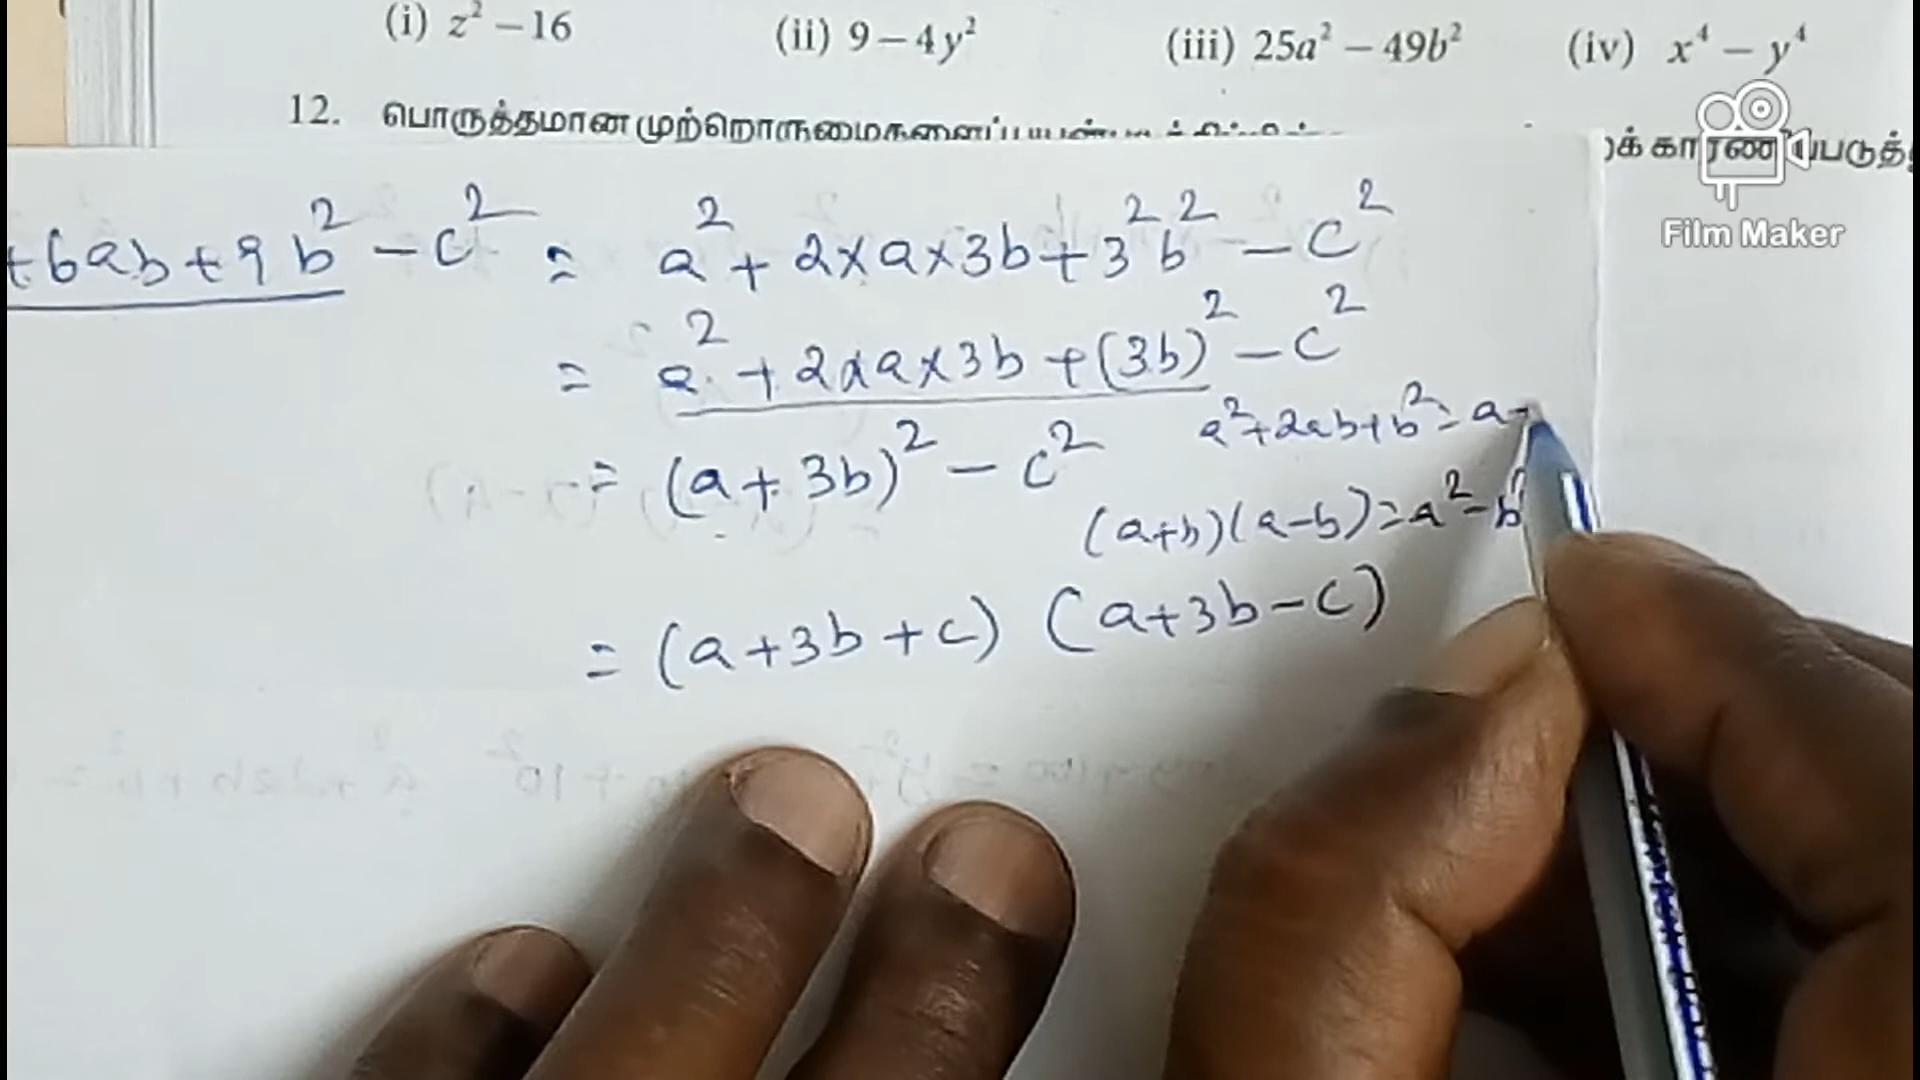 (i) z² – 16 (ii) 9 – 4y² (iii) 25a² – 49b² (iv) x⁴ – y⁴
12. பொருத்தமான
Film Maker
+6ab+9b² – c² = a² + 2×a×3b+3²b² – c²
= a² + 2×a×3b + (3b)² – c²
a²+2ab+b² = a+
= (a+3b)² – c²
(a+b)(a–b) = a²–b²
= (a+3b+c) (a+3b–c)